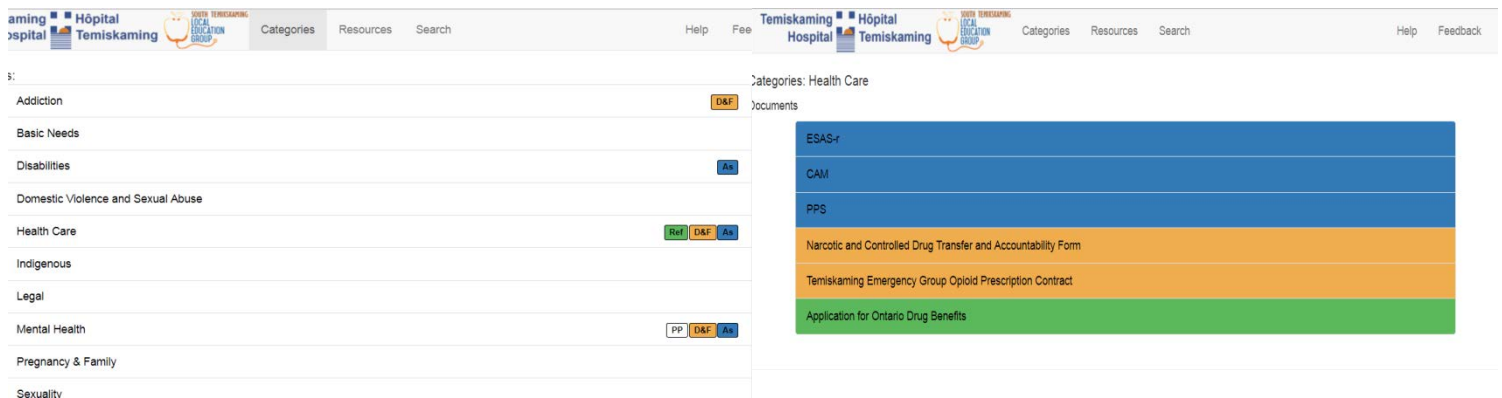 aming Hôpital
ospital Temiskaming
SOUTH TEMISKAMING
LOCAL
EDUCATION
GROUP
Categories Resources Search Help Fee
s:
Addiction D&F
Basic Needs
Disabilities As
Domestic Violence and Sexual Abuse
Health Care Ref D&F As
Indigenous
Legal
Mental Health PP D&F As
Pregnancy & Family
Sexuality
Temiskaming Hôpital
Hospital Temiskaming
SOUTH TEMISKAMING
LOCAL
EDUCATION
GROUP
Categories Resources Search Help Feedback
Categories: Health Care
Documents
ESAS-r
CAM
PPS
Narcotic and Controlled Drug Transfer and Accountability Form
Temiskaming Emergency Group Opioid Prescription Contract
Application for Ontario Drug Benefits